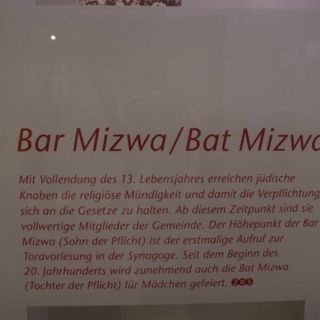 Bar Mizwa/Bat Mizwa
Mit Vollendung des 13. Lebensjahres erreichen jüdische
Knaben die religiöse Mündigkeit und damit die Verpflichtung,
sich an die Gesetze zu halten. Ab diesem Zeitpunkt sind sie
vollwertige Mitglieder der Gemeinde. Der Höhepunkt der Bar
Mizwa (Sohn der Pflicht) ist der erstmalige Aufruf zur
Toravorlesung in der Synagoge. Seit dem Beginn des
20. Jahrhunderts wird zunehmend auch die Bat Mizwa
(Tochter der Pflicht) für Mädchen gefeiert. 205